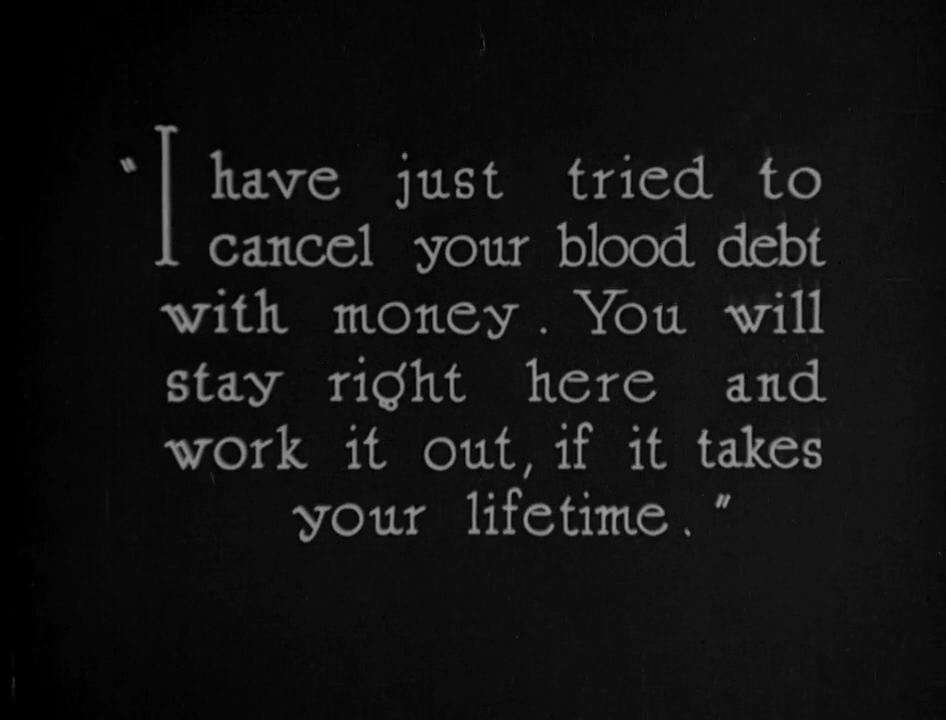 "I have just tried to
cancel your blood debt
with money. You will
stay right here and
work it out, if it takes
your lifetime."